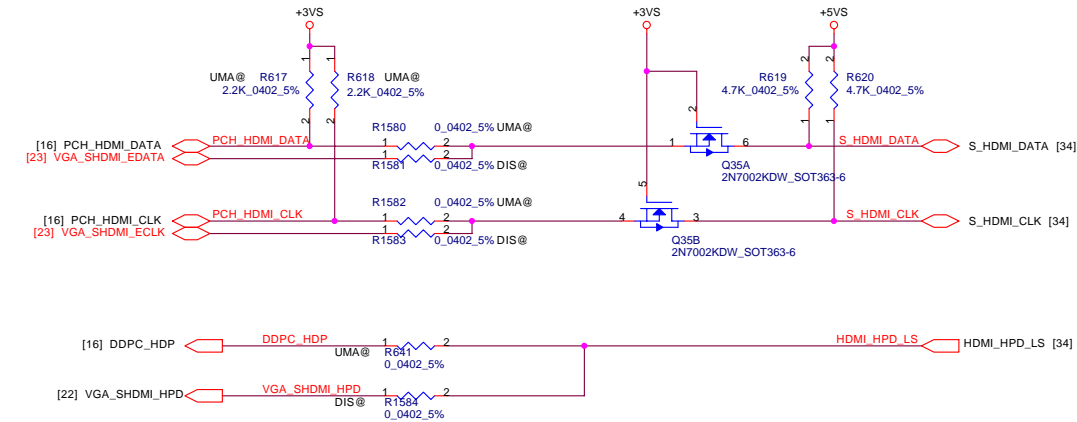 +3VS +3VS +5VS
1 1 2 2
UMA@ R617 R618 UMA@ R619 R620
2.2K_0402_5% 2.2K_0402_5% 4.7K_0402_5% 4.7K_0402_5%
2 2 2 1 1
R1580 0_0402_5% UMA@
[16] PCH_HDMI_DATA PCH_HDMI_DATA 1 2 1 6 S_HDMI_DATA S_HDMI_DATA [34]
[23] VGA_SHDMI_EDATA 1 2
R1581 0_0402_5% DIS@ Q35A
2N7002KDW_SOT363-6
5
R1582 0_0402_5% UMA@
[16] PCH_HDMI_CLK PCH_HDMI_CLK 1 2 4 3 S_HDMI_CLK S_HDMI_CLK [34]
[23] VGA_SHDMI_ECLK 1 2
R1583 0_0402_5% DIS@ Q35B
2N7002KDW_SOT363-6
[16] DDPC_HDP DDPC_HDP 1 2 HDMI_HPD_LS HDMI_HPD_LS [34]
UMA@ R641
0_0402_5%
[22] VGA_SHDMI_HPD VGA_SHDMI_HPD 1 2
DIS@ R1584
0_0402_5%